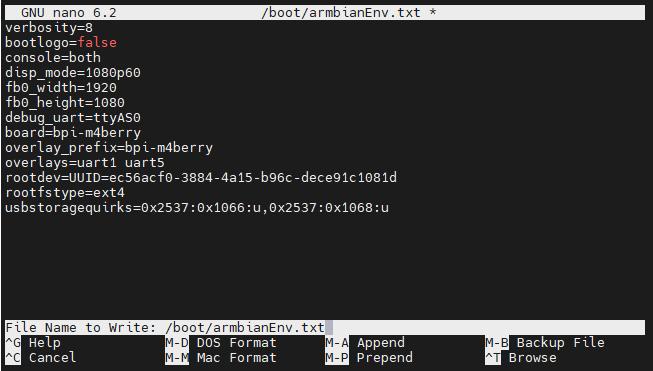 GNU nano 6.2 /boot/armbianEnv.txt *
verbosity=8
bootlogo=false
console=both
disp_mode=1080p60
fb0_width=1920
fb0_height=1080
debug_uart=ttyAS0
board=bpi-m4berry
overlay_prefix=bpi-m4berry
overlays=uart1 uart5
rootdev=UUID=ec56acf0-3884-4a15-b96c-dece91c1081d
rootfstype=ext4
usbstoragequirks=0x2537:0x1066:u,0x2537:0x1068:u
File Name to Write: /boot/armbianEnv.txt
^G Help M-D DOS Format M-A Append M-B Backup File
^C Cancel M-M Mac Format M-P Prepend ^T Browse